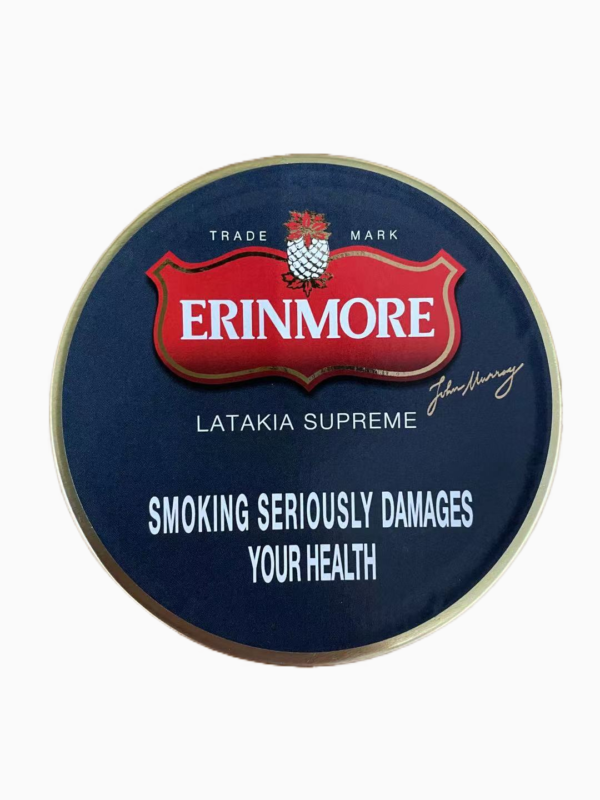 TRADE MARK
ERINMORE
John Murray
LATAKIA SUPREME
SMOKING SERIOUSLY DAMAGES
YOUR HEALTH